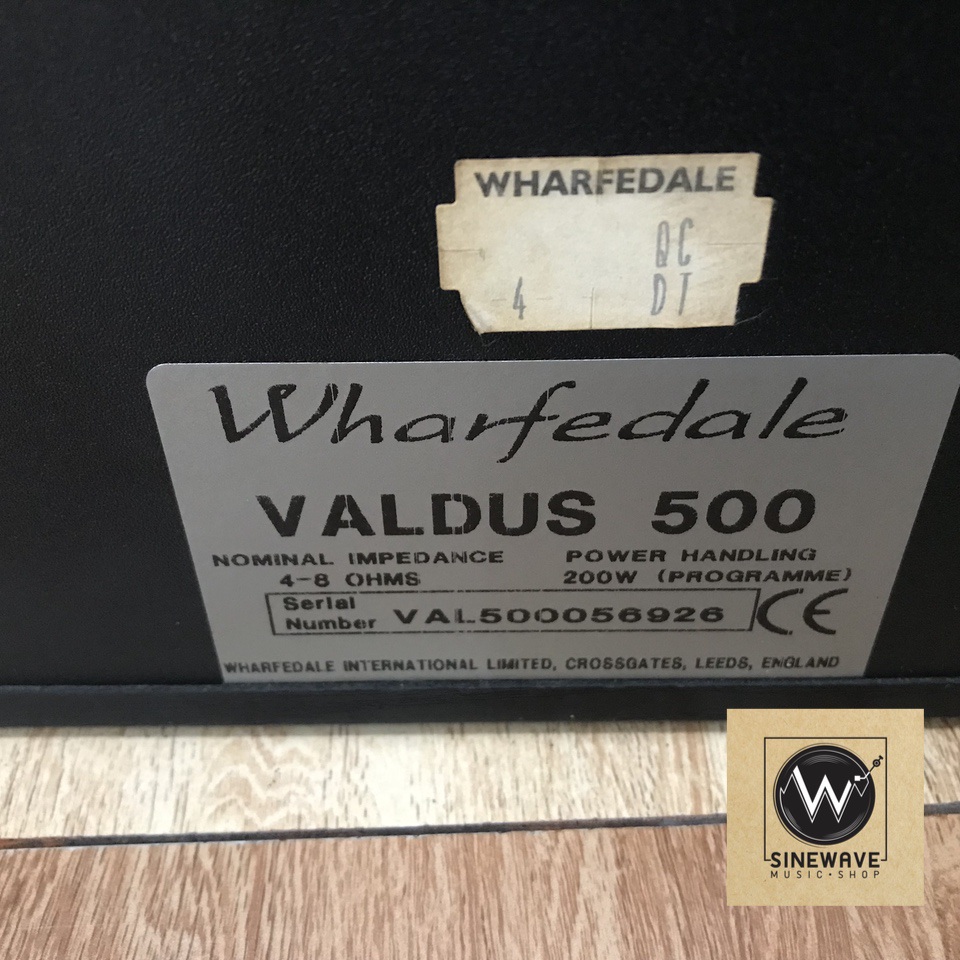 WHARFEDALE
QC
4 DT
Wharfedale
VALDUS 500
NOMINAL IMPEDANCE POWER HANDLING
4-8 OHMS 200W (PROGRAMME)
Serial
Number VAL500056926 CE
WHARFEDALE INTERNATIONAL LIMITED, CROSSGATES, LEEDS, ENGLAND
W
SINEWAVE
MUSIC·SHOP